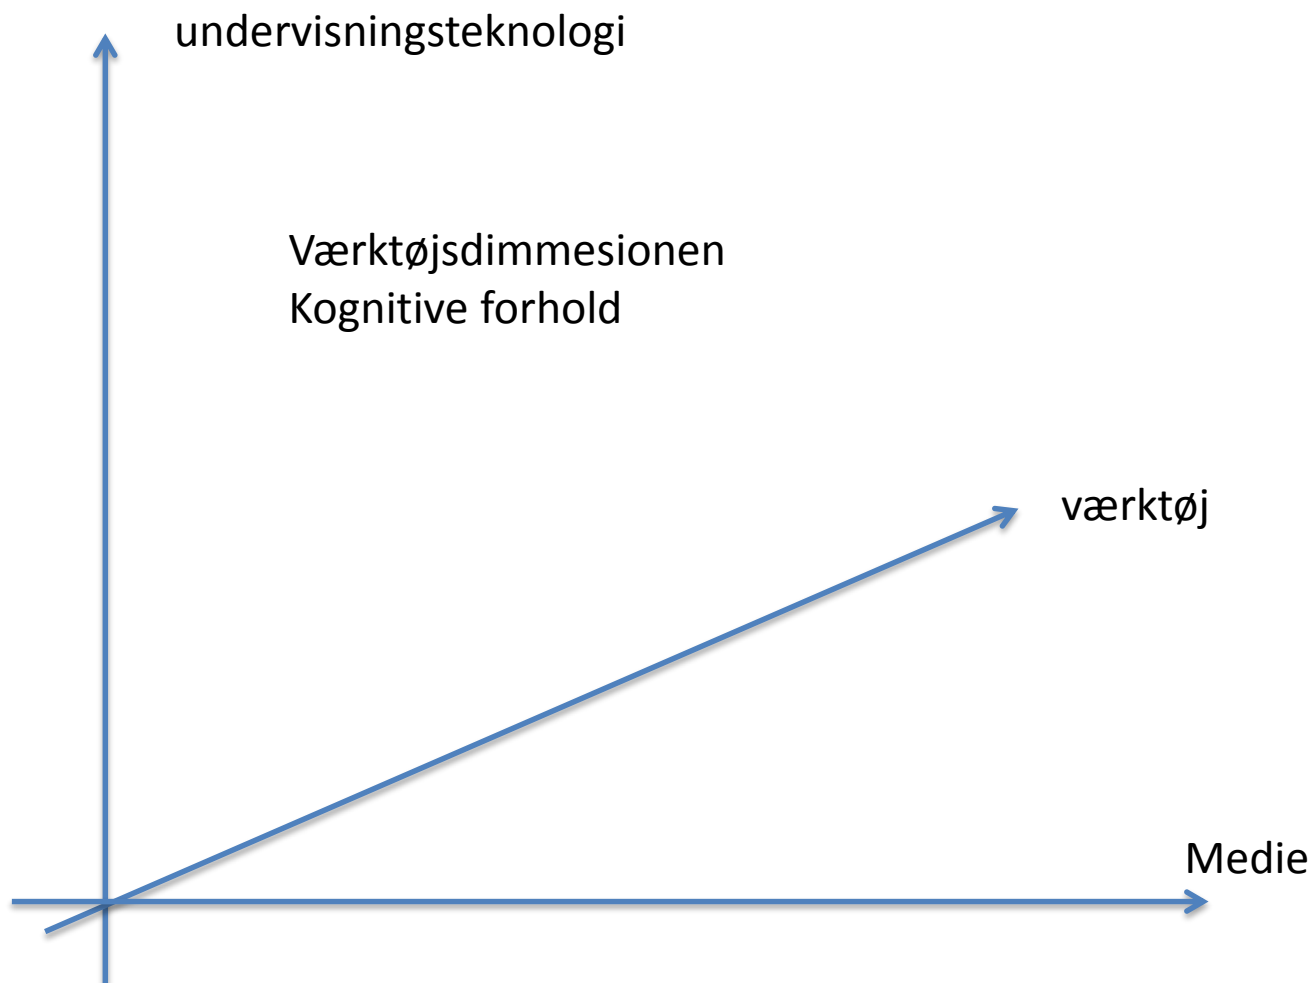 undervisningsteknologi
Værktøjsdimmesionen
Kognitive forhold
værktøj
Medie